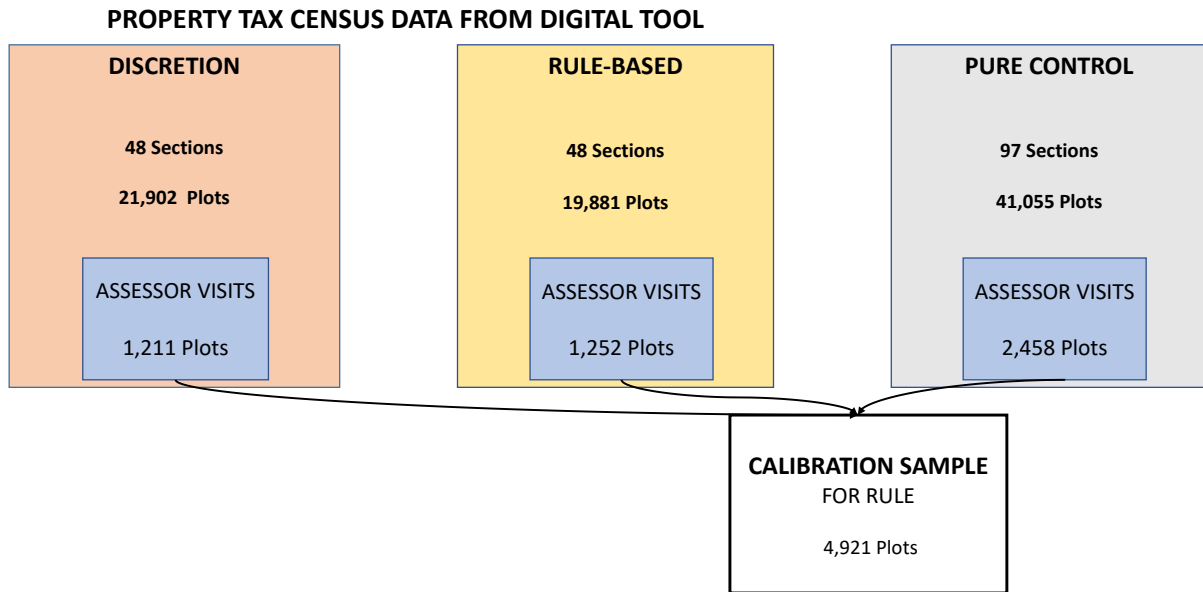 PROPERTY TAX CENSUS DATA FROM DIGITAL TOOL
DISCRETION
48 Sections
21,902 Plots
ASSESSOR VISITS
1,211 Plots
RULE-BASED
48 Sections
19,881 Plots
ASSESSOR VISITS
1,252 Plots
PURE CONTROL
97 Sections
41,055 Plots
ASSESSOR VISITS
2,458 Plots
CALIBRATION SAMPLE
FOR RULE
4,921 Plots